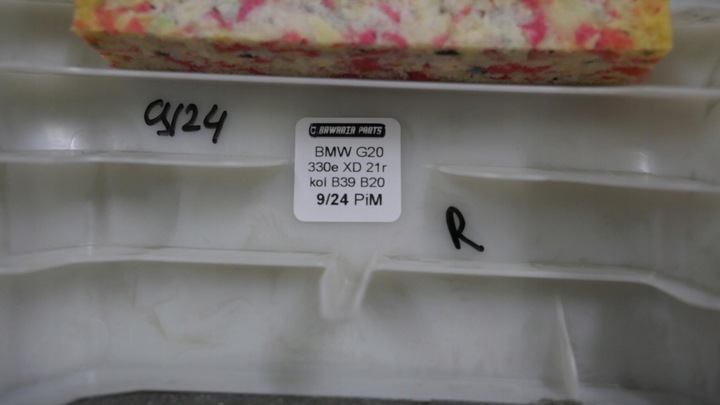 9/24
BAWARIA PARTS
BMW G20
330e XD 21r
kol B39 B20
9/24 PiM
R